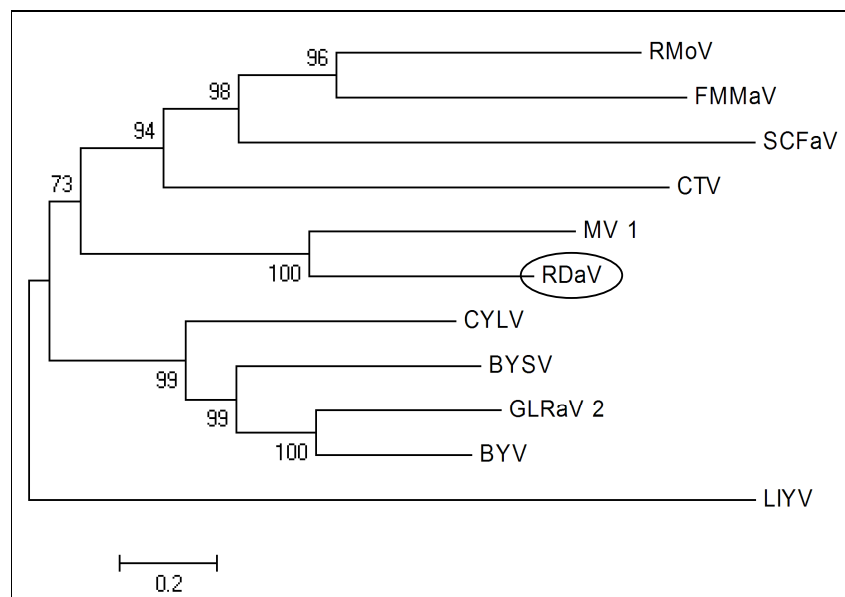 RMoV
96
FMMaV
98
SCFaV
94
CTV
73
MV 1
100
RDaV
CYLV
99
BYSV
99
GLRaV 2
100
BYV
LIYV
0.2